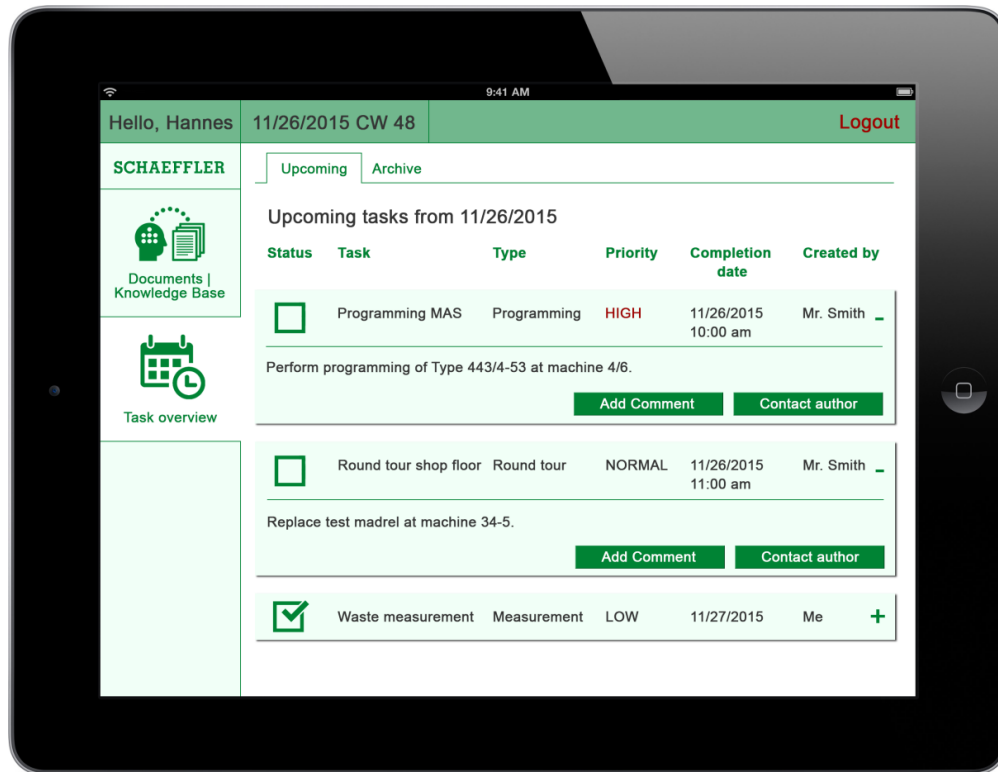 9:41 AM
Hello, Hannes
11/26/2015 CW 48
Logout
SCHAEFFLER
Upcoming
Archive
Documents |
Knowledge Base
Task overview
Upcoming tasks from 11/26/2015
Status Task Type Priority Completion date Created by
Programming MAS Programming HIGH 11/26/2015 10:00 am Mr. Smith
Perform programming of Type 443/4-53 at machine 4/6.
Add Comment Contact author
Round tour shop floor Round tour NORMAL 11/26/2015 11:00 am Mr. Smith
Replace test madrel at machine 34-5.
Add Comment Contact author
Waste measurement Measurement LOW 11/27/2015 Me